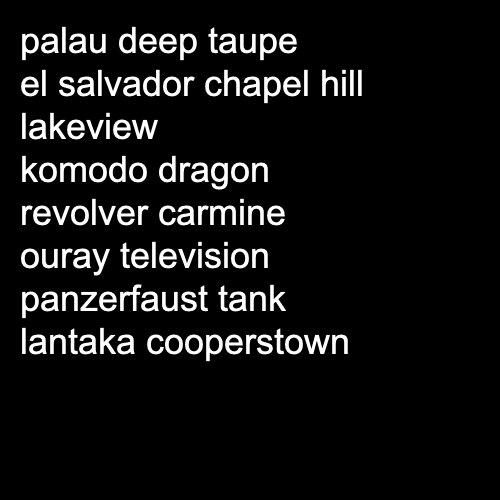 palau deep taupe
el salvador chapel hill
lakeview
komodo dragon
revolver carmine
ouray television
panzerfaust tank
lantaka cooperstown